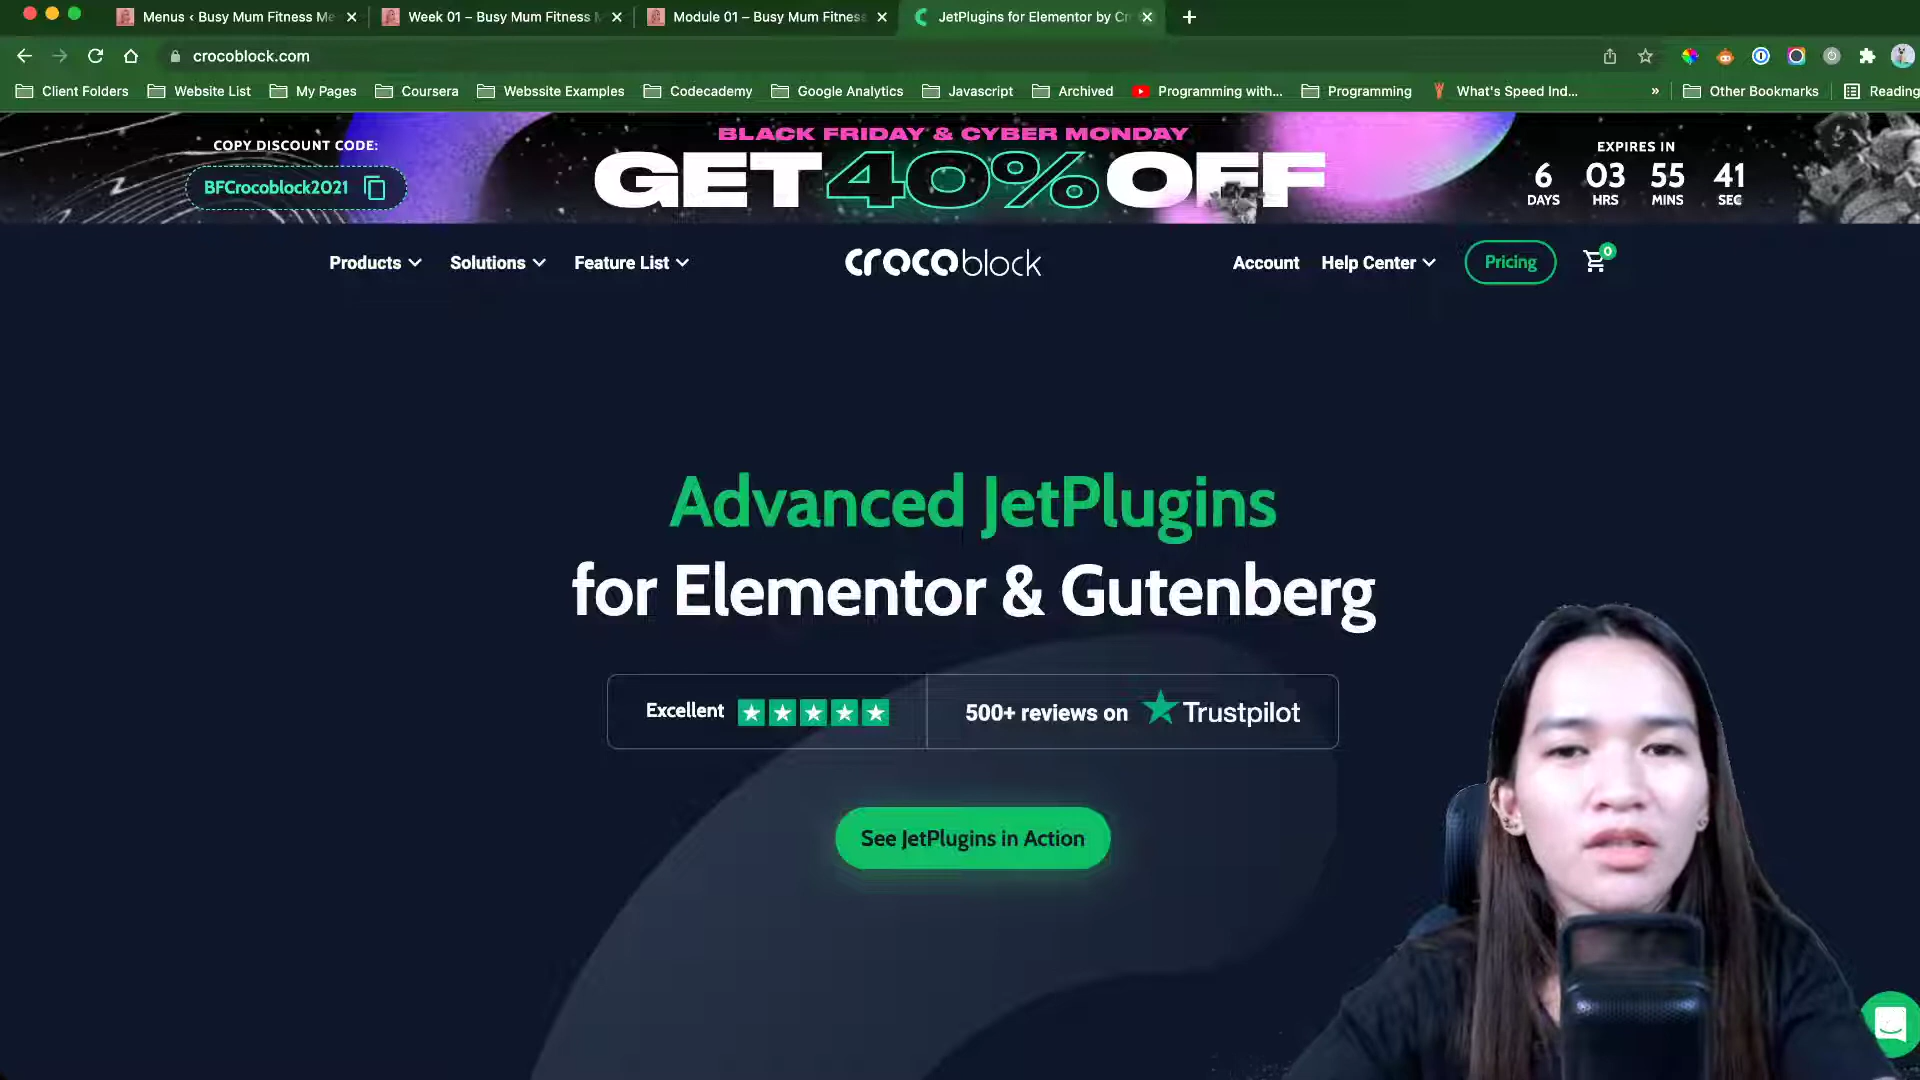 Menus ‹ Busy Mum Fitness Me
Week 01 – Busy Mum Fitness M
Module 01 – Busy Mum Fitness
JetPlugins for Elementor by Cr
crocoblock.com
Client Folders
Website List
My Pages
Coursera
Webssite Examples
Codecademy
Google Analytics
Javascript
Archived
Programming with...
Programming
What's Speed Ind...
»
Other Bookmarks
Reading
COPY DISCOUNT CODE:
BFCrocoblock2021
BLACK FRIDAY & CYBER MONDAY
GET 40% OFF
EXPIRES IN
6 03 55 41
DAYS HRS MINS SEC
Products
Solutions
Feature List
crocoblock
Account
Help Center
Pricing
0
Advanced JetPlugins
for Elementor & Gutenberg
Excellent
500+ reviews on Trustpilot
See JetPlugins in Action